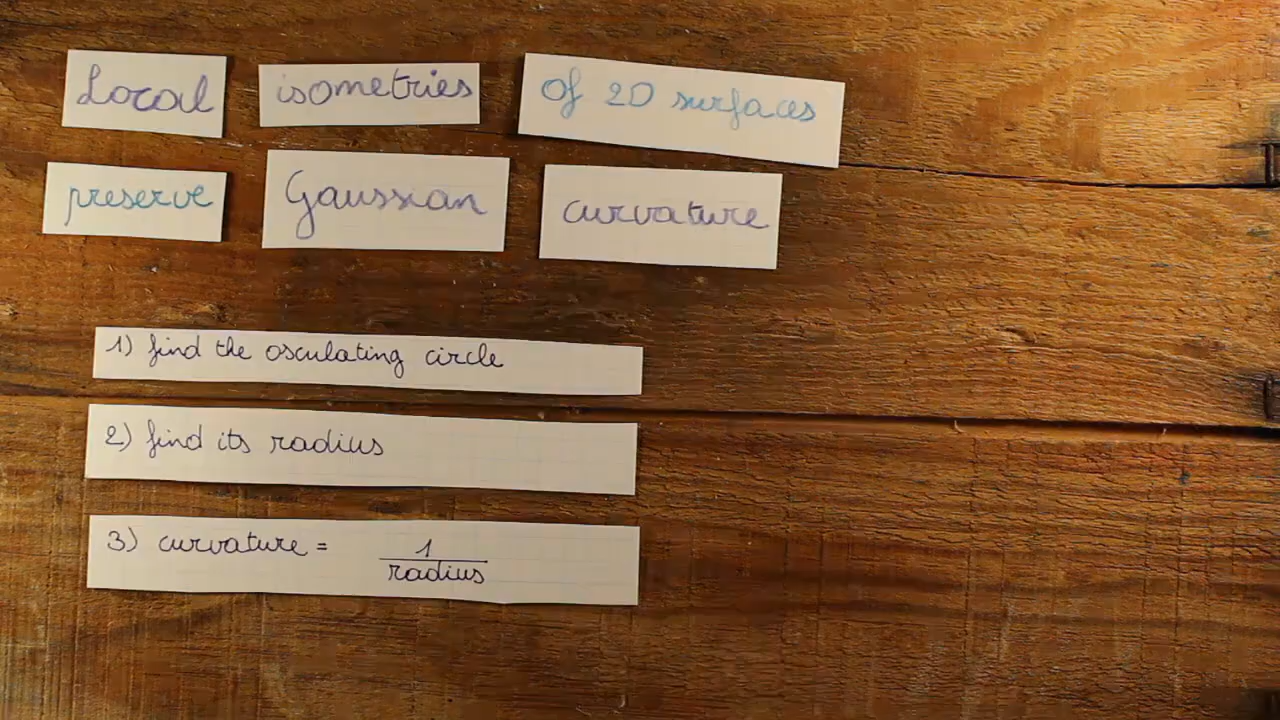 Local isometries of 2D surfaces
preserve Gaussian curvature
1) find the osculating circle
2) find its radius
3) curvature = 1/radius